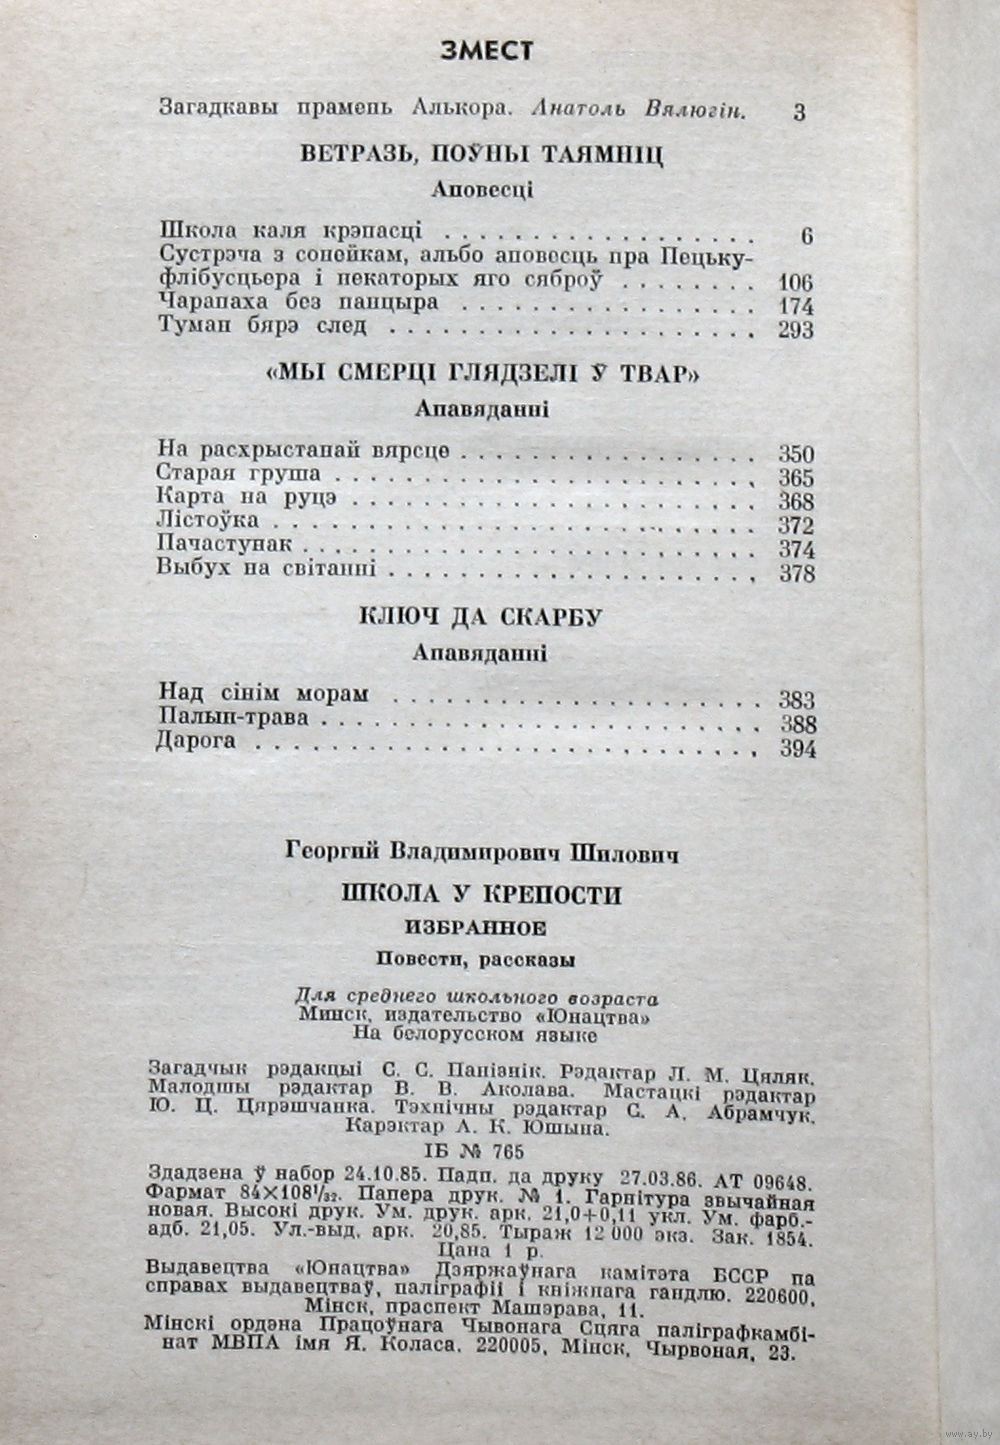 ЗМЕСТ
Загадкавы прамень Алькора. Анатоль Вялюгін. 3
ВЕТРАЗЬ, ПОЎНЫ ТАЯМНІЦ
Аповесці
Школа каля крэпасці . . . . . . . . . . . . . . . . . 6
Сустрэча з сонейкам, альбо аповесць пра Пецьку-
флібусцьера і некаторых яго сяброў . . . . . . . . 106
Чарапаха без панцыра . . . . . . . . . . . . . . . . 174
Туман бярэ след . . . . . . . . . . . . . . . . . . . . 293
«МЫ СМЕРЦІ ГЛЯДЗЕЛІ Ў ТВАР»
Апавяданні
На расхрыстанай вярсце . . . . . . . . . . . . . . . . 350
Старая груша . . . . . . . . . . . . . . . . . . . . . . 365
Карта на руцэ . . . . . . . . . . . . . . . . . . . . . 368
Лістоўка . . . . . . . . . . . . . . . . . . . . . . . . . 372
Пачастунак . . . . . . . . . . . . . . . . . . . . . . . . 374
Выбух на світанні . . . . . . . . . . . . . . . . . . . . 378
КЛЮЧ ДА СКАРБУ
Апавяданні
Над сінім морам . . . . . . . . . . . . . . . . . . . . 383
Палын-трава . . . . . . . . . . . . . . . . . . . . . . . 388
Дарога . . . . . . . . . . . . . . . . . . . . . . . . . . . 394
Георгий Владимирович Шилович
ШКОЛА У КРЕПОСТИ
ИЗБРАННОЕ
Повести, рассказы
Для среднего школьного возраста
Минск, издательство «Юнацтва»
На белорусском языке
Загадчык рэдакцыі С. С. Панізнік. Рэдактар Л. М. Цяляк.
Малодшы рэдактар В. В. Аколава. Мастацкі рэдактар
Ю. Ц. Цярэшчанка. Тэхнічны рэдактар С. А. Абрамчук.
Карэктар А. К. Юшына.
ІБ № 765
Здадзена ў набор 24.10.85. Падп. да друку 27.03.86. АТ 09648.
Фармат 84×108¹/₃₂. Папера друк. № 1. Гарнітура звычайная
новая. Высокі друк. Ум. друк. арк. 21,0+0,11 укл. Ум. фарб.-
адб. 21,05. Ул.-выд. арк. 20,85. Тыраж 12 000 экз. Зак. 1854.
Цана 1 р.
Выдавецтва «Юнацтва» Дзяржаўнага камітэта БССР па
справах выдавецтваў, паліграфіі і кніжнага гандлю. 220600,
Мінск, праспект Машэрава, 11.
Мінскі ордэна Працоўнага Чырвонага Сцяга паліграфкамбі-
нат МВПА імя Я. Коласа. 220005, Мінск, Чырвоная, 23.
www.ay.by